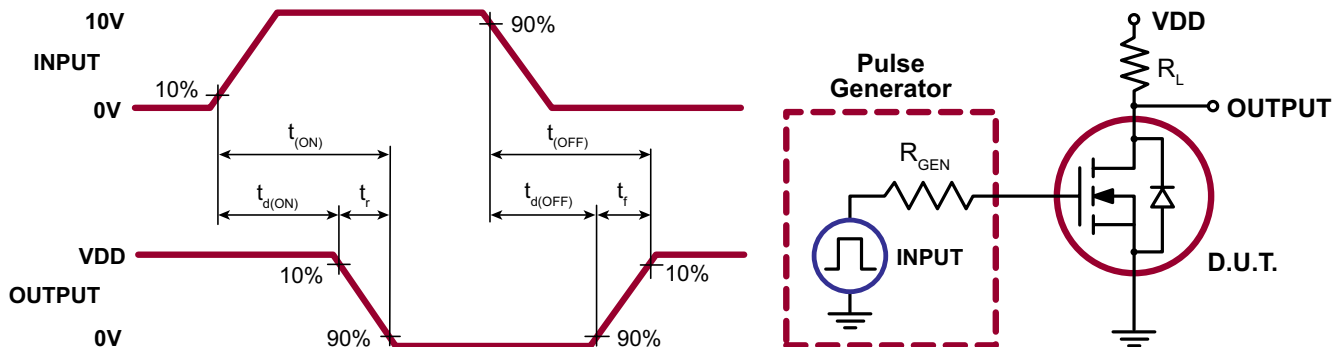 10V
INPUT
0V
10%
90%
t(ON)
t(OFF)
td(ON)
tr
td(OFF)
tf
VDD
OUTPUT
0V
10%
90%
90%
10%
Pulse
Generator
RGEN
INPUT
VDD
RL
OUTPUT
D.U.T.